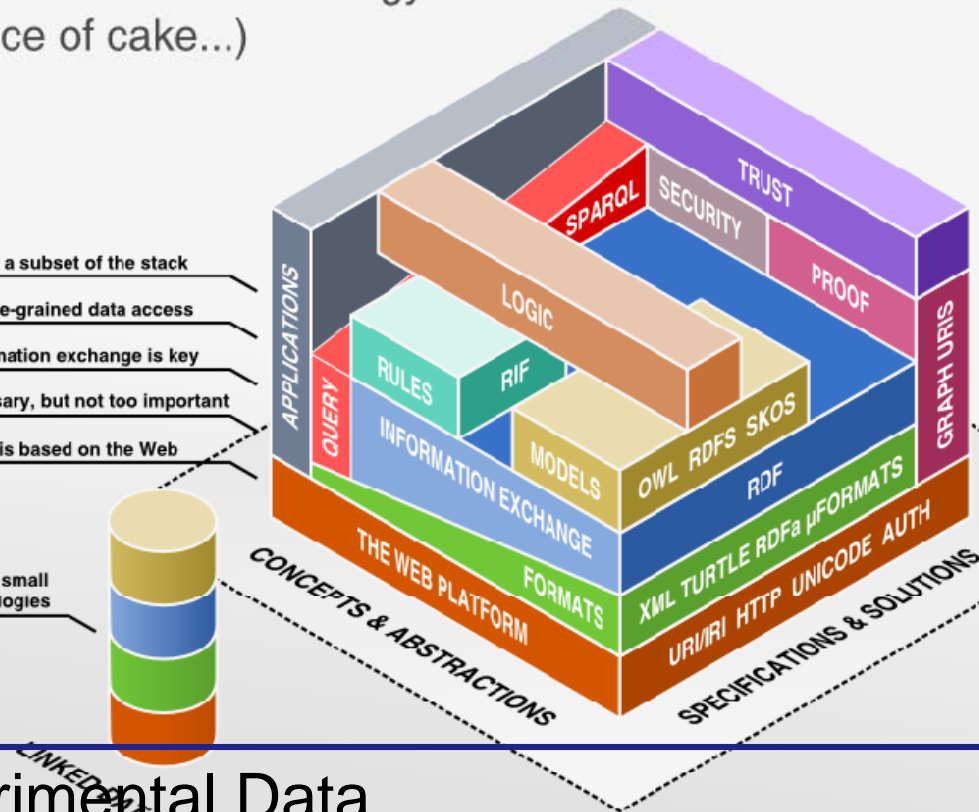 ce of cake...)
a subset of the stack
e-grained data access
nation exchange is key
sary, but not too important
is based on the Web
small
logies
APPLICATIONS
QUERY
RULES
RIF
LOGIC
SPARQL
SECURITY
TRUST
PROOF
GRAPH URIS
INFORMATION EXCHANGE
MODELS
OWL RDFS SKOS
RDF
THE WEB PLATFORM
FORMATS
XML TURTLE RDFa µFORMATS
URI/IRI HTTP UNICODE AUTH
CONCEPTS & ABSTRACTIONS
SPECIFICATIONS & SOLUTIONS
LINKED
rimental Data